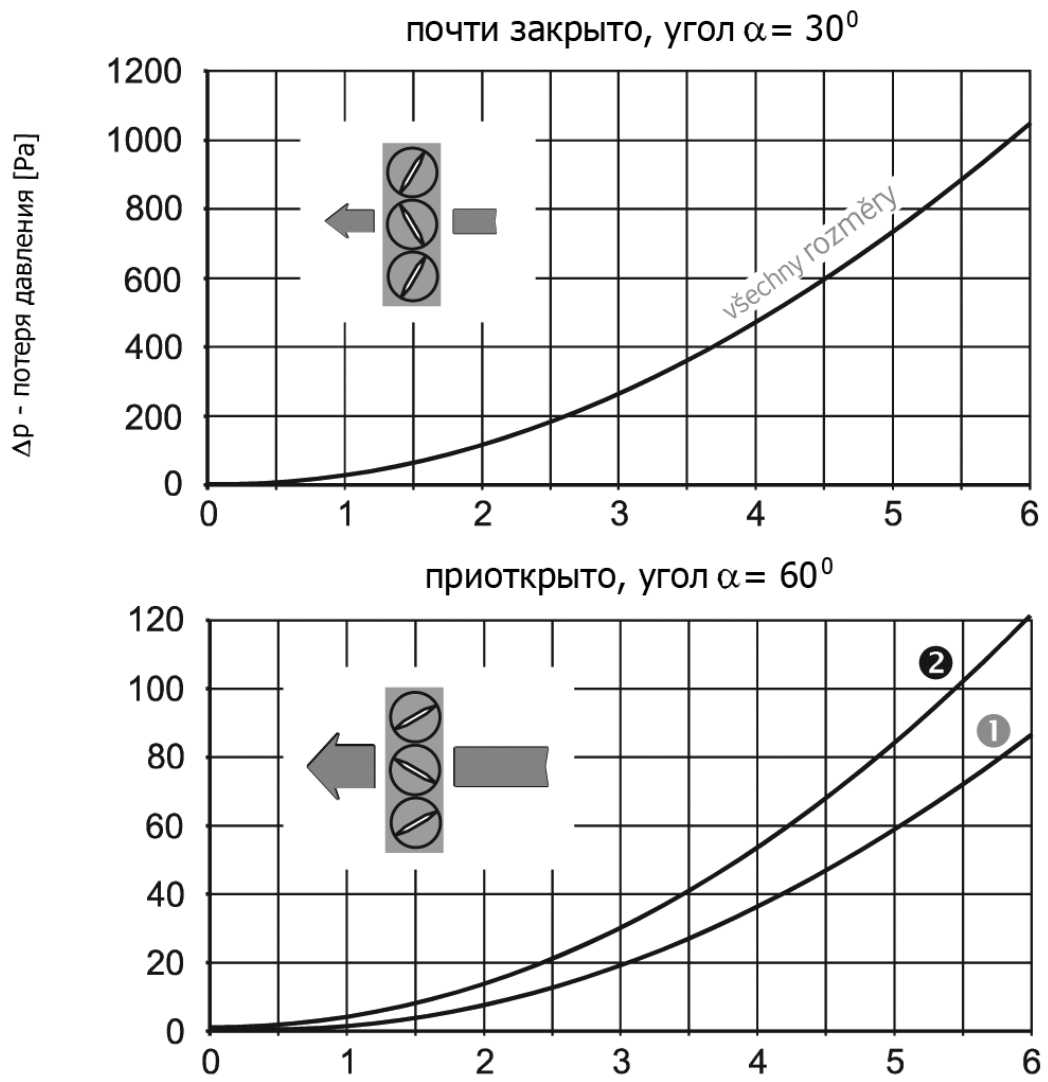 почти закрыто, угол α = 30⁰
1200
1000
800
600
400
200
0
Δp - потеря давления [Pa]
všechny rozměry
0 1 2 3 4 5 6
приоткрыто, угол α = 60⁰
120
100
80
60
40
20
0
2
1
0 1 2 3 4 5 6